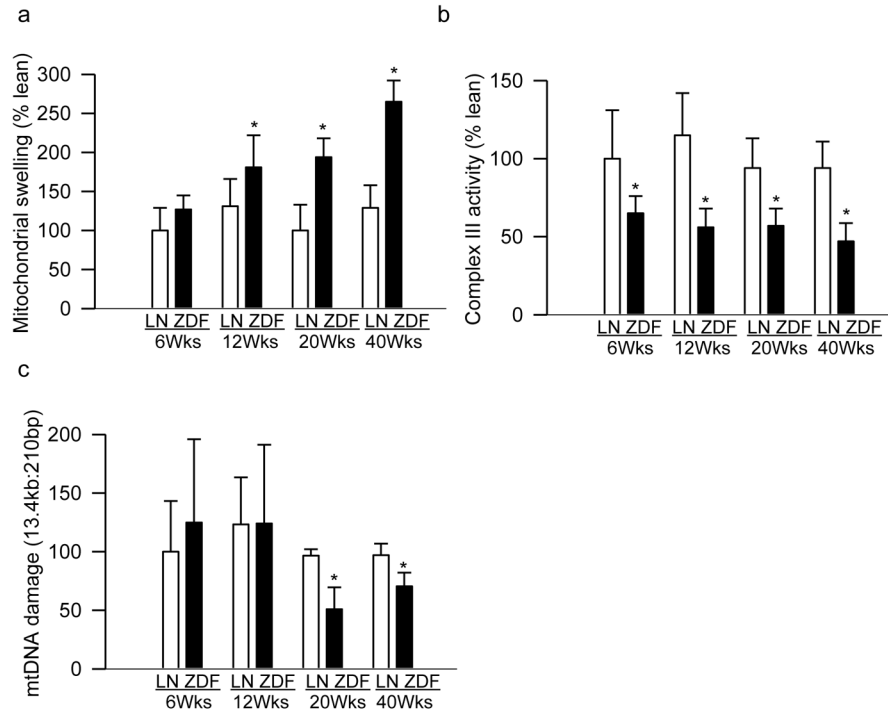 a
Mitochondrial swelling (% lean)
300
250
200
150
100
50
0
*
*
*
LN ZDF LN ZDF LN ZDF LN ZDF
6Wks 12Wks 20Wks 40Wks
b
Complex III activity (% lean)
150
100
50
0
*
*
*
*
LN ZDF LN ZDF LN ZDF LN ZDF
6Wks 12Wks 20Wks 40Wks
c
mtDNA damage (13.4kb:210bp)
200
150
100
50
0
*
*
LN ZDF LN ZDF LN ZDF LN ZDF
6Wks 12Wks 20Wks 40Wks